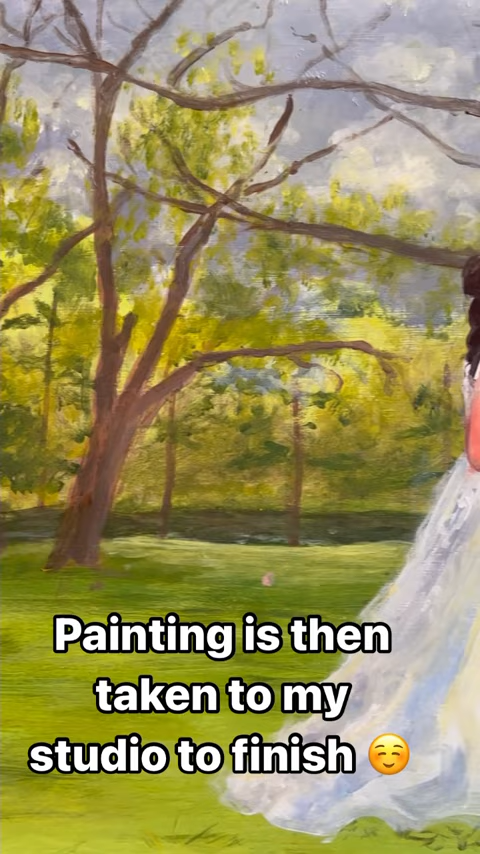 Painting is then
taken to my
studio to finish ☺️